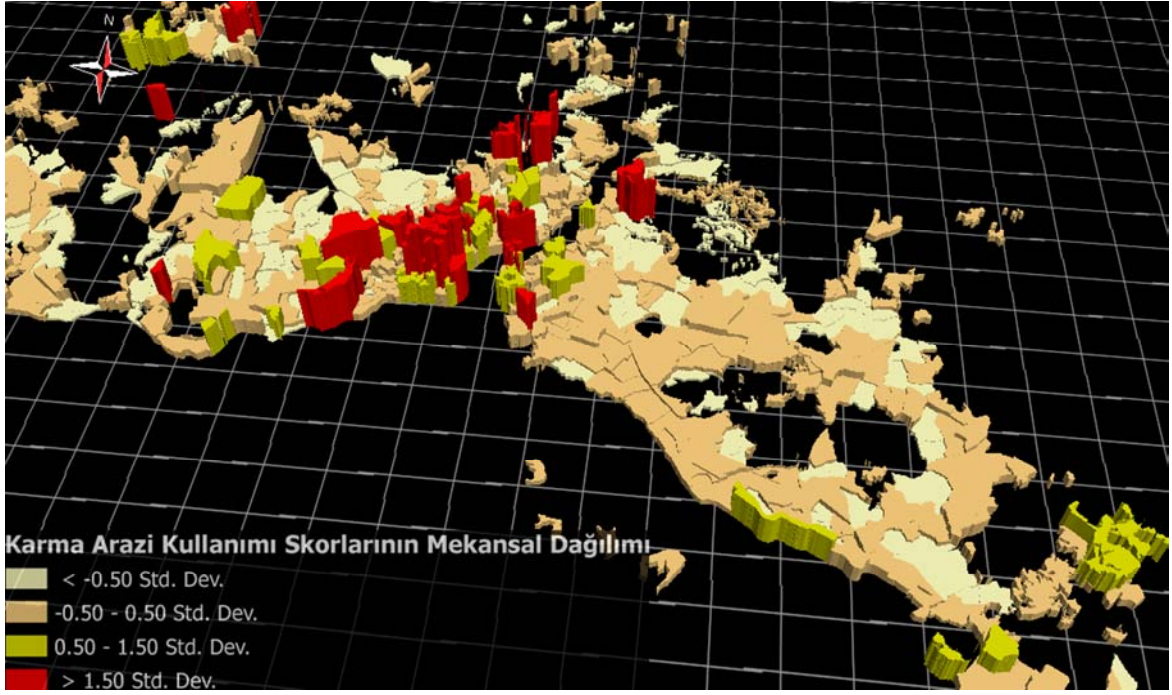 N
Karma Arazi Kullanımı Skorlarının Mekansal Dağılımı
< -0.50 Std. Dev.
-0.50 - 0.50 Std. Dev.
0.50 - 1.50 Std. Dev.
> 1.50 Std. Dev.